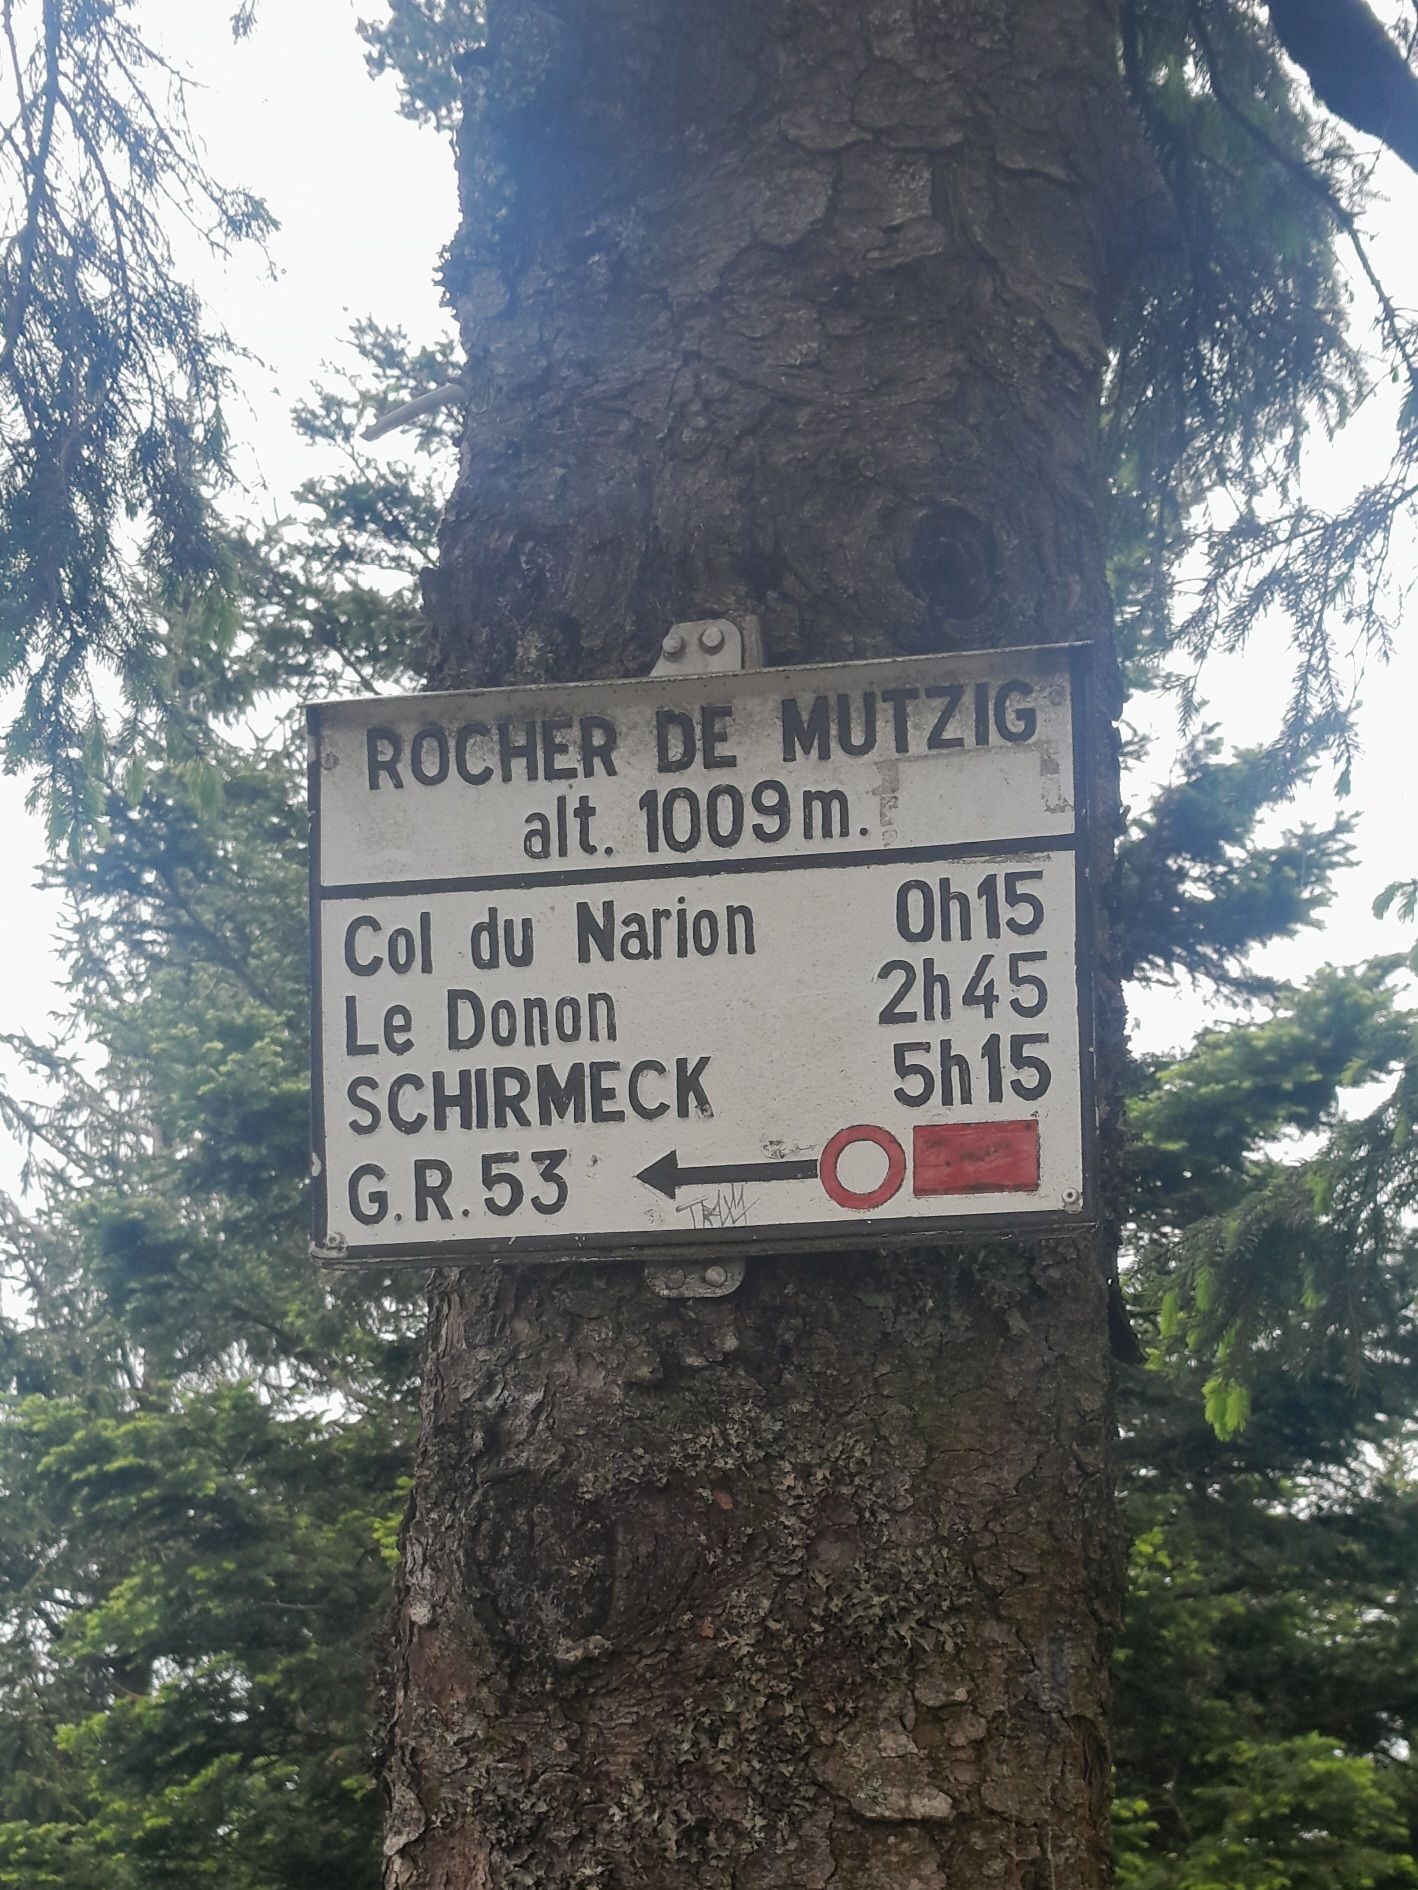 ROCHER DE MUTZIG
alt. 1009m.
Col du Narion 0h15
Le Donon 2h45
SCHIRMECK 5h15
G.R.53